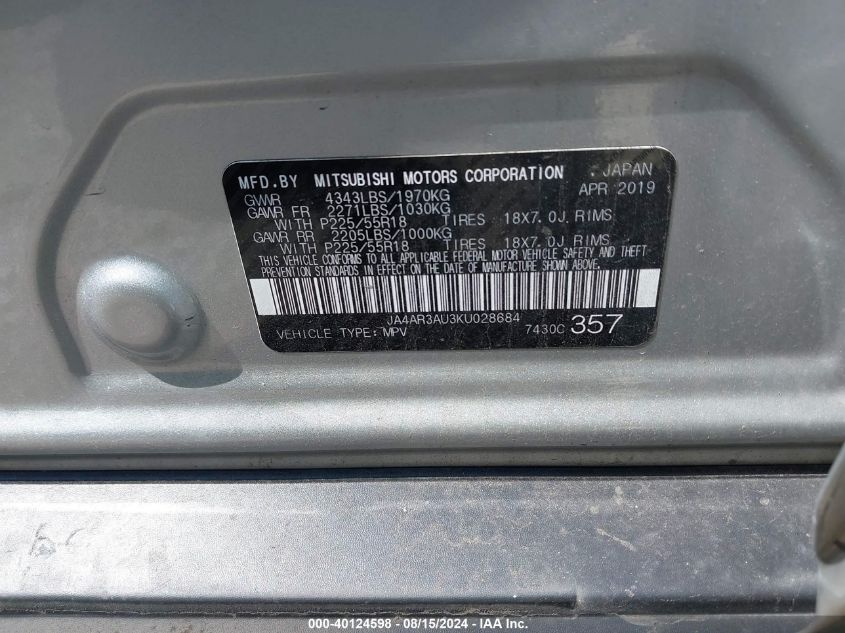 MFD.BY MITSUBISHI MOTORS CORPORATION JAPAN
GVWR 4343LBS/1970KG APR 2019
GAWR FR 2271LBS/1030KG
WITH P225/55R18 TIRES 18X7.0J RIMS
GAWR RR 2205LBS/1000KG
WITH P225/55R18 TIRES 18X7.0J RIMS
THIS VEHICLE CONFORMS TO ALL APPLICABLE FEDERAL MOTOR VEHICLE SAFETY AND THEFT
PREVENTION STANDARDS IN EFFECT ON THE DATE OF MANUFACTURE SHOWN ABOVE.
JA4AR3AU3KU028684
VEHICLE TYPE:MPV 7430C 357
000-40124598 - 08/15/2024 - IAA Inc.